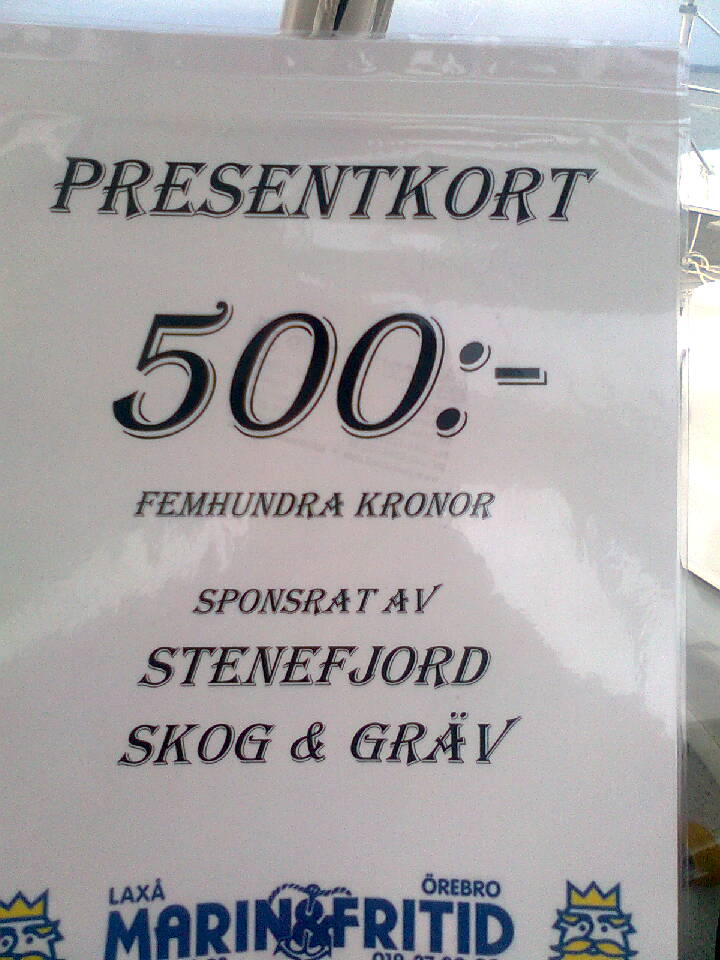 PRESENTKORT
500:-
FEMHUNDRA KRONOR
SPONSRAT AV
STENEFJORD
SKOG & GRÄV
LAXÅ ÖREBRO
MARIN & FRITID